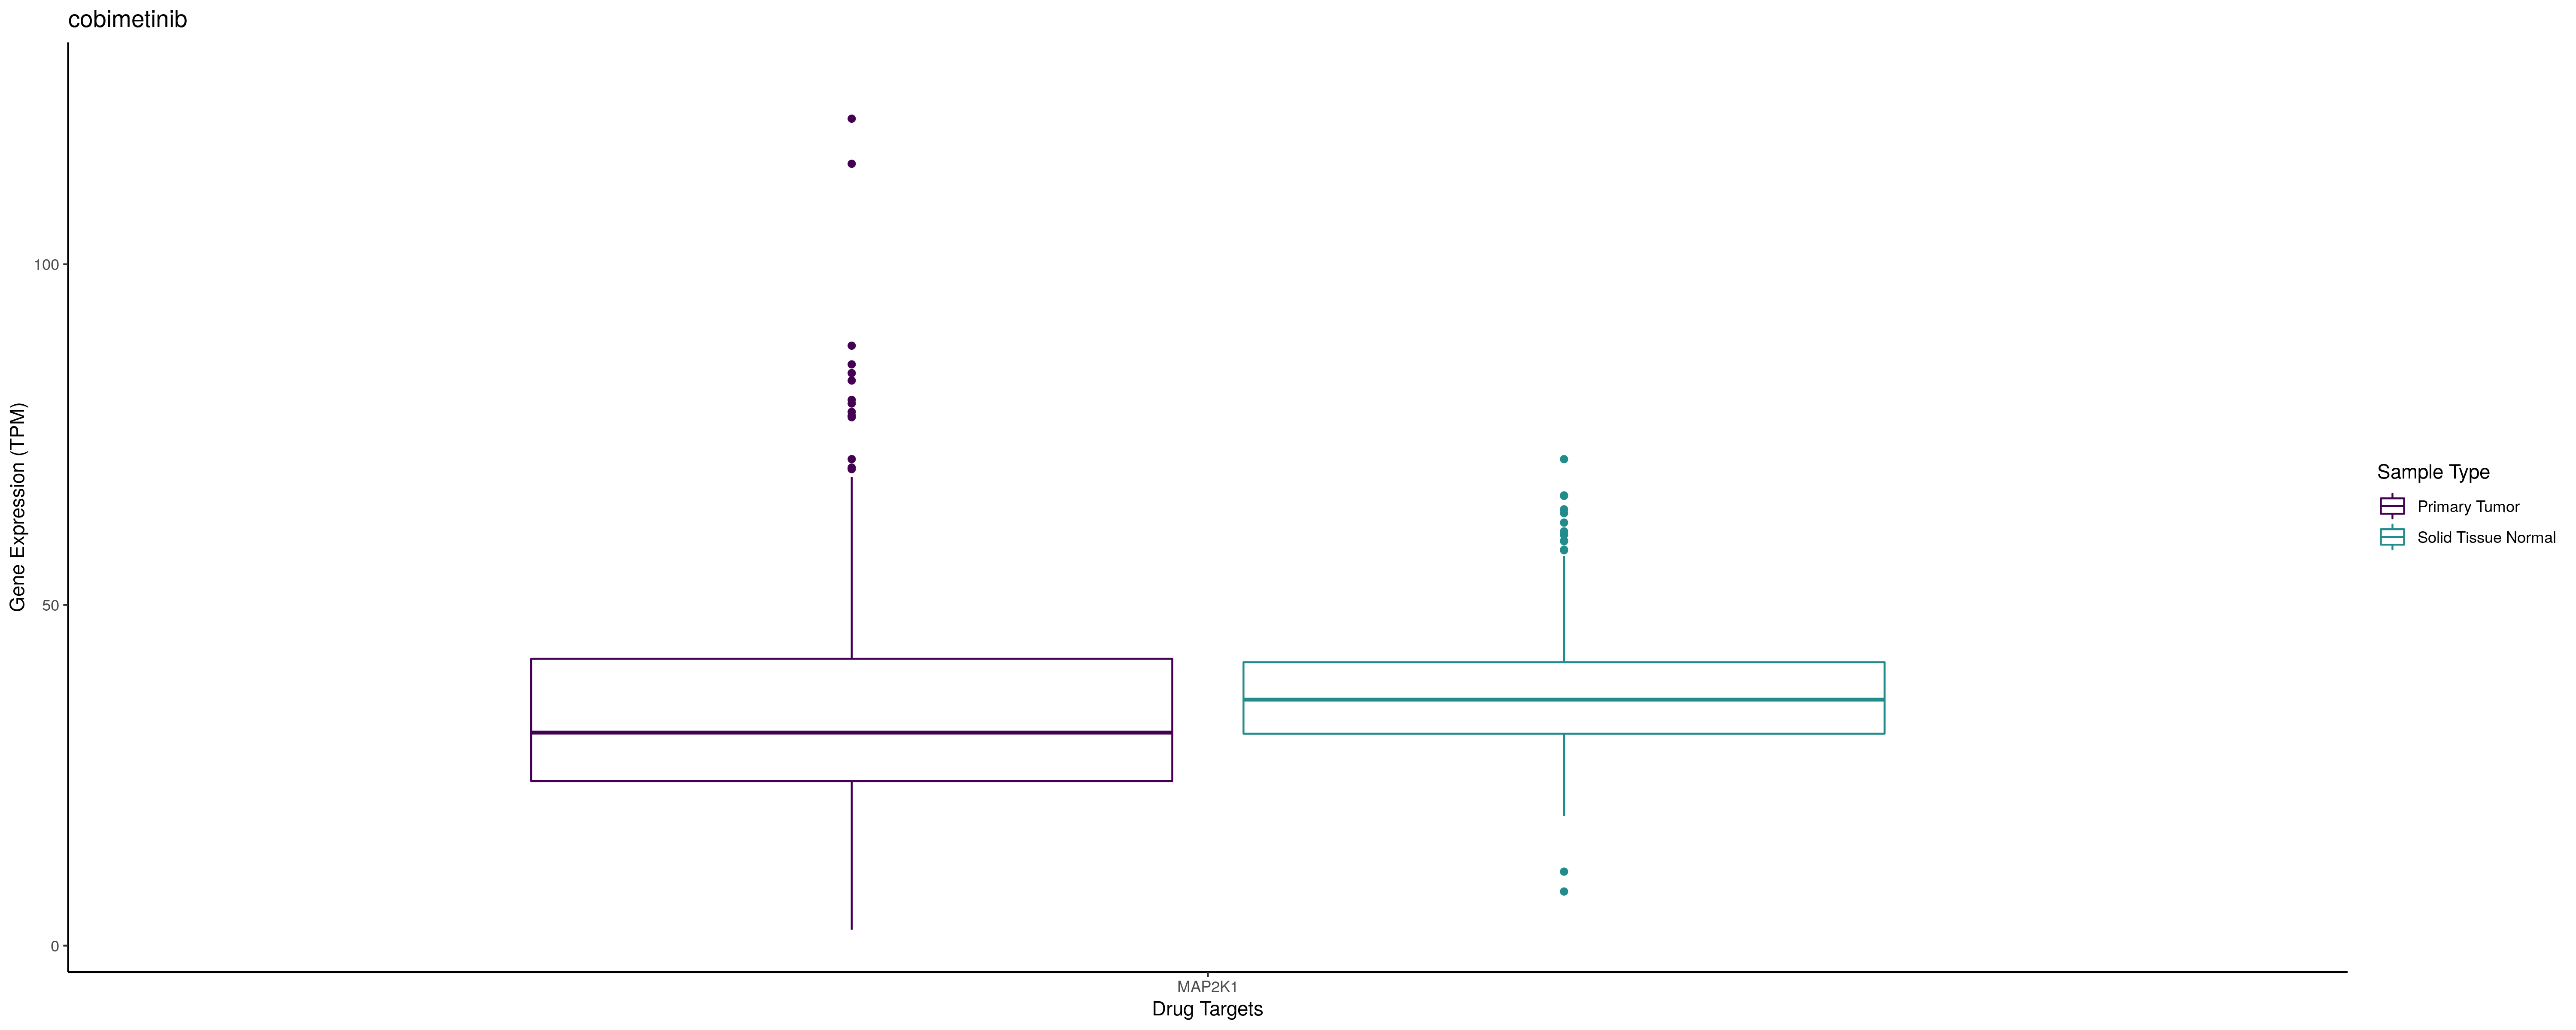 cobimetinib
100
50
0
Gene Expression (TPM)
MAP2K1
Drug Targets
Sample Type
Primary Tumor
Solid Tissue Normal